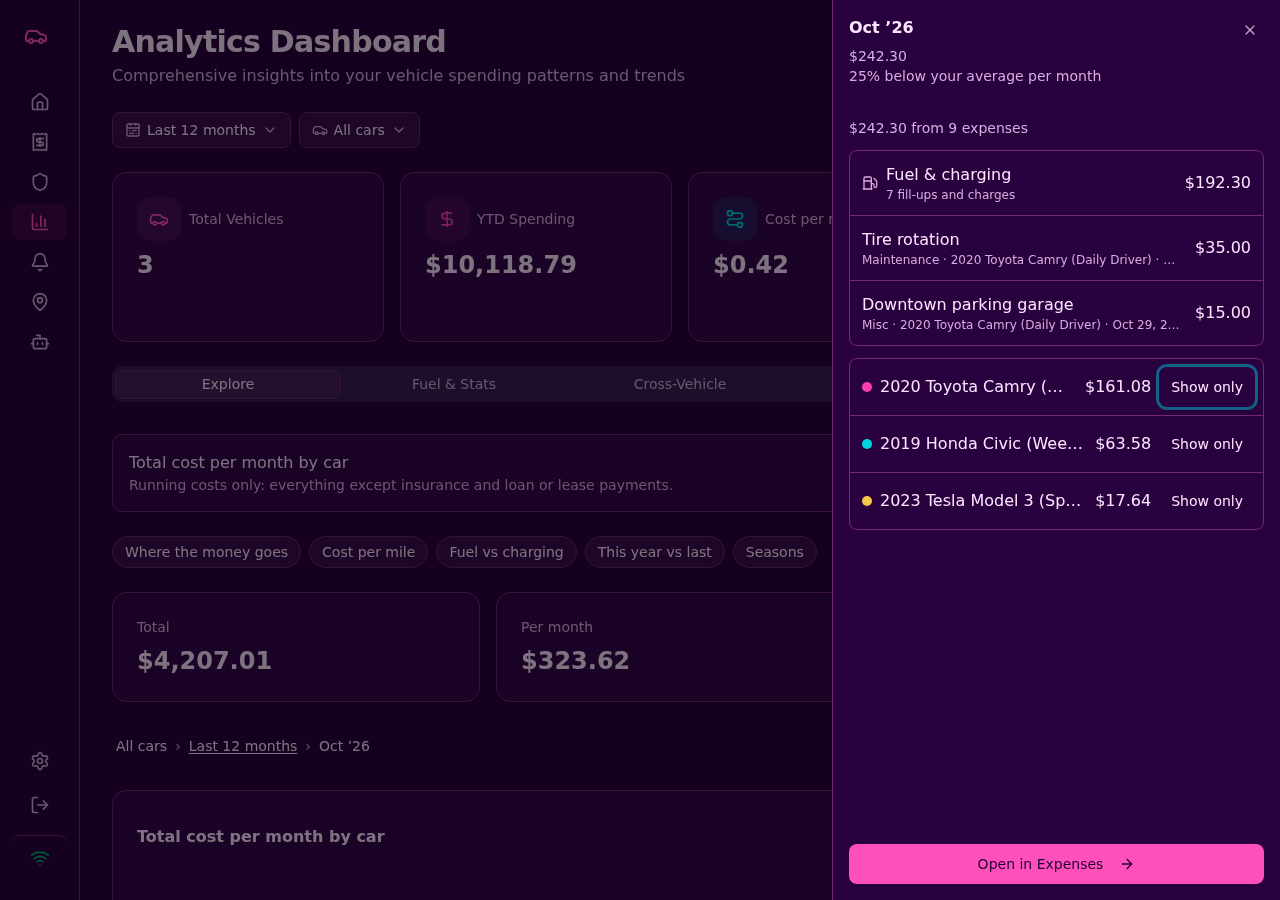 Analytics Dashboard
Comprehensive insights into your vehicle spending patterns and trends
Last 12 months
All cars
Total Vehicles
3
YTD Spending
$10,118.79
Cost per
$0.42
Explore
Fuel & Stats
Cross-Vehicle
Total cost per month by car
Running costs only: everything except insurance and loan or lease payments.
Where the money goes
Cost per mile
Fuel vs charging
This year vs last
Seasons
Total
$4,207.01
Per month
$323.62
All cars › Last 12 months › Oct ’26
Total cost per month by car
Oct ’26
$242.30
25% below your average per month
$242.30 from 9 expenses
Fuel & charging
7 fill-ups and charges
$192.30
Tire rotation
Maintenance · 2020 Toyota Camry (Daily Driver) · …
$35.00
Downtown parking garage
Misc · 2020 Toyota Camry (Daily Driver) · Oct 29, 2…
$15.00
2020 Toyota Camry (… $161.08 Show only
2019 Honda Civic (Wee… $63.58 Show only
2023 Tesla Model 3 (Sp… $17.64 Show only
Open in Expenses